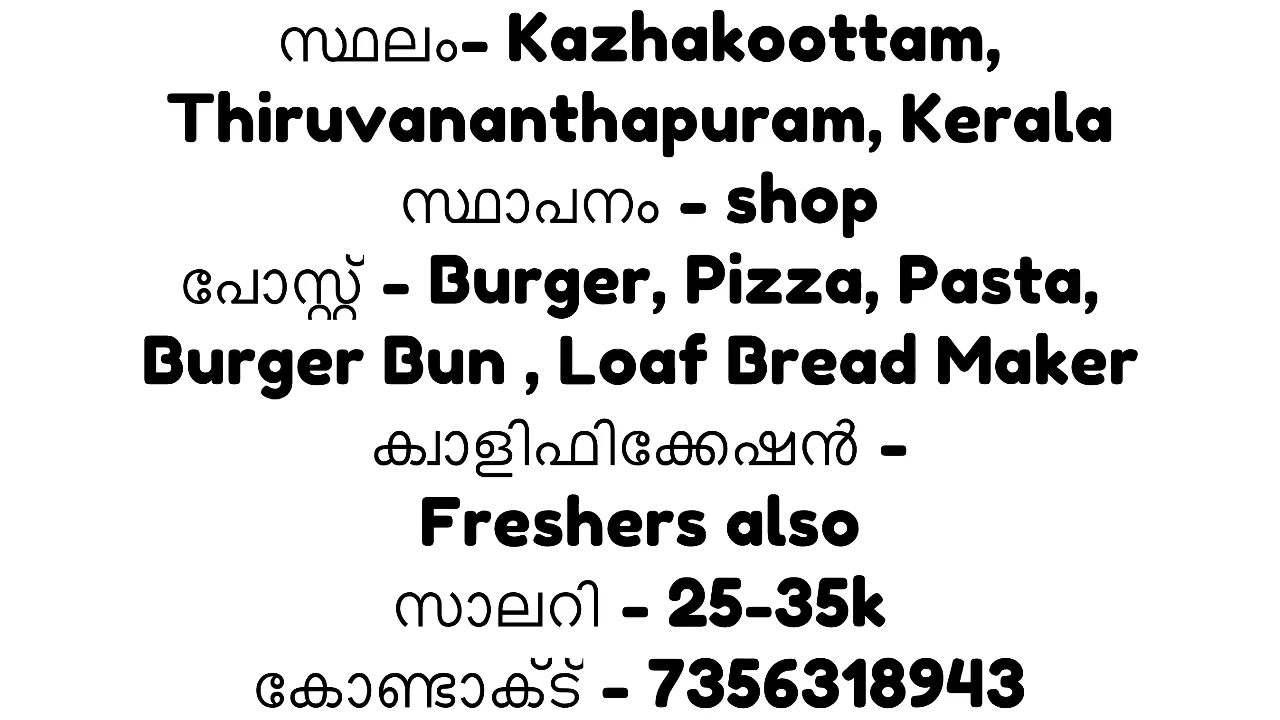 സ്ഥലം- Kazhakoottam,
Thiruvananthapuram, Kerala
സ്ഥാപനം - shop
പോസ്റ്റ് - Burger, Pizza, Pasta,
Burger Bun , Loaf Bread Maker
ക്വാളിഫിക്കേഷൻ -
Freshers also
സാലറി - 25-35k
കോണ്ടാക്ട് - 7356318943